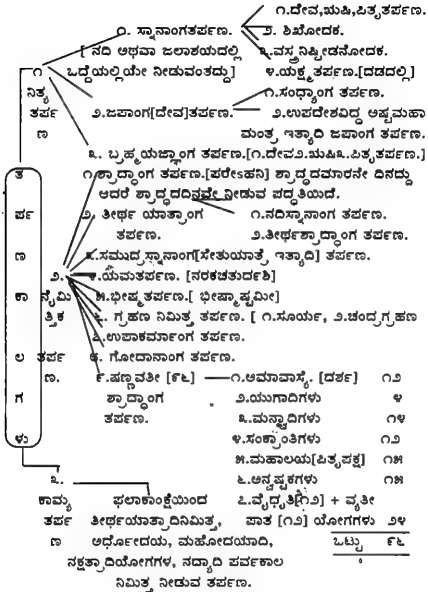 ೧.ದೇವ,ಋಷಿ,ಪಿತೃತರ್ಪಣ.
೧. ಸ್ನಾನಾಂಗತರ್ಪಣ. ೨. ಶಿಖೋದಕ.
[ ನದಿ ಅಥವಾ ಜಲಾಶಯದಲ್ಲಿ ೩.ವಸ್ತ್ರನಿಷ್ಪೀಡನೋದಕ.
೧ ಒದ್ದೆಯಲ್ಲಿಯೇ ನೀಡುವಂತದ್ದು] ೪.ಯಕ್ಷ್ಮತರ್ಪಣ.[ದಡದಲ್ಲಿ]
ನಿತ್ಯ ೧.ಸಂಧ್ಯಾಂಗ ತರ್ಪಣ.
ತರ್ಪ ೨.ಜಪಾಂಗ[ದೇವ]ತರ್ಪಣ. ೨.ಉಪದೇಶವಿದ್ದ ಅಷ್ಟಮಹಾ
ಣ ಮಂತ್ರ ಇತ್ಯಾದಿ ಜಪಾಂಗ ತರ್ಪಣ.
೩. ಬ್ರಹ್ಮಯಜ್ಞಾಂಗ ತರ್ಪಣ.[೧.ದೇವ೨.ಋಷಿ೩.ಪಿತೃತರ್ಪಣ.]
ತ ೧.ಶ್ರಾದ್ಧಾಂಗ ತರ್ಪಣ.[ಪರೇಽಹನಿ] ಶ್ರಾದ್ಧದಮಾರನೇ ದಿನದ್ದು
ಆದರೆ ಶ್ರಾದ್ಧದದಿನವೇ ನೀಡುವ ಪದ್ಧತಿಯಿದೆ.
ರ್ಪ ೨. ತೀರ್ಥ ಯಾತ್ರಾಂಗ ೧.ನದಿಸ್ನಾನಾಂಗ ತರ್ಪಣ.
ತರ್ಪಣ. ೨.ತೀರ್ಥಶ್ರಾದ್ಧಾಂಗ ತರ್ಪಣ.
ಣ ೩.ಸಮುದ್ರಸ್ನಾನಾಂಗ[ಸೇತುಯಾತ್ರೆ ಇತ್ಯಾದಿ] ತರ್ಪಣ.
೨. ೪.ಯಮತರ್ಪಣ. [ನರಕಚತುರ್ದಶಿ]
ಕಾ ನೈಮಿ ೫.ಭೀಷ್ಮತರ್ಪಣ.[ ಭೀಷ್ಮಾಷ್ಟಮೀ]
ತ್ತಿಕ ೬. ಗ್ರಹಣ ನಿಮಿತ್ತ ತರ್ಪಣ. [ ೧.ಸೂರ್ಯ, ೨.ಚಂದ್ರಗ್ರಹಣ
೭.ಉಪಾಕರ್ಮಾಂಗ ತರ್ಪಣ.
ಲ ತರ್ಪ ೮. ಗೋದಾನಾಂಗ ತರ್ಪಣ.
ಣ. ೯.ಷಣ್ಣವತೀ [೯೬] ೧.ಅಮಾವಾಸ್ಯೆ. [ದರ್ಶ] ೧೨
ಗ ಶ್ರಾದ್ಧಾಂಗ ೨.ಯುಗಾದಿಗಳು ೪
ತರ್ಪಣ. ೩.ಮನ್ವಾದಿಗಳು ೧೪
ಳು ೪.ಸಂಕ್ರಾಂತಿಗಳು ೧೨
೫.ಮಹಾಲಯ[ಪಿತೃಪಕ್ಷ] ೧೫
೩. ೬.ಅನ್ವಷ್ಟಕಗಳು ೧೫
ಕಾಮ್ಯ ಫಲಾಕಾಂಕ್ಷೆಯಿಂದ ೭.ವೈಧೃತಿ[೧೨] + ವ್ಯತೀ
ತರ್ಪ ತೀರ್ಥಯಾತ್ರಾದಿನಿಮಿತ್ತ, ಪಾತ [೧೨] ಯೋಗಗಳು ೨೪
ಣ ಅರ್ಧೋದಯ, ಮಹೋದಯಾದಿ, ಒಟ್ಟು ೯೬
ನಕ್ಷತ್ರಾದಿಯೋಗಗಳ, ನದ್ಯಾದಿ ಪರ್ವಕಾಲ
ನಿಮಿತ್ತ ನೀಡುವ ತರ್ಪಣ.